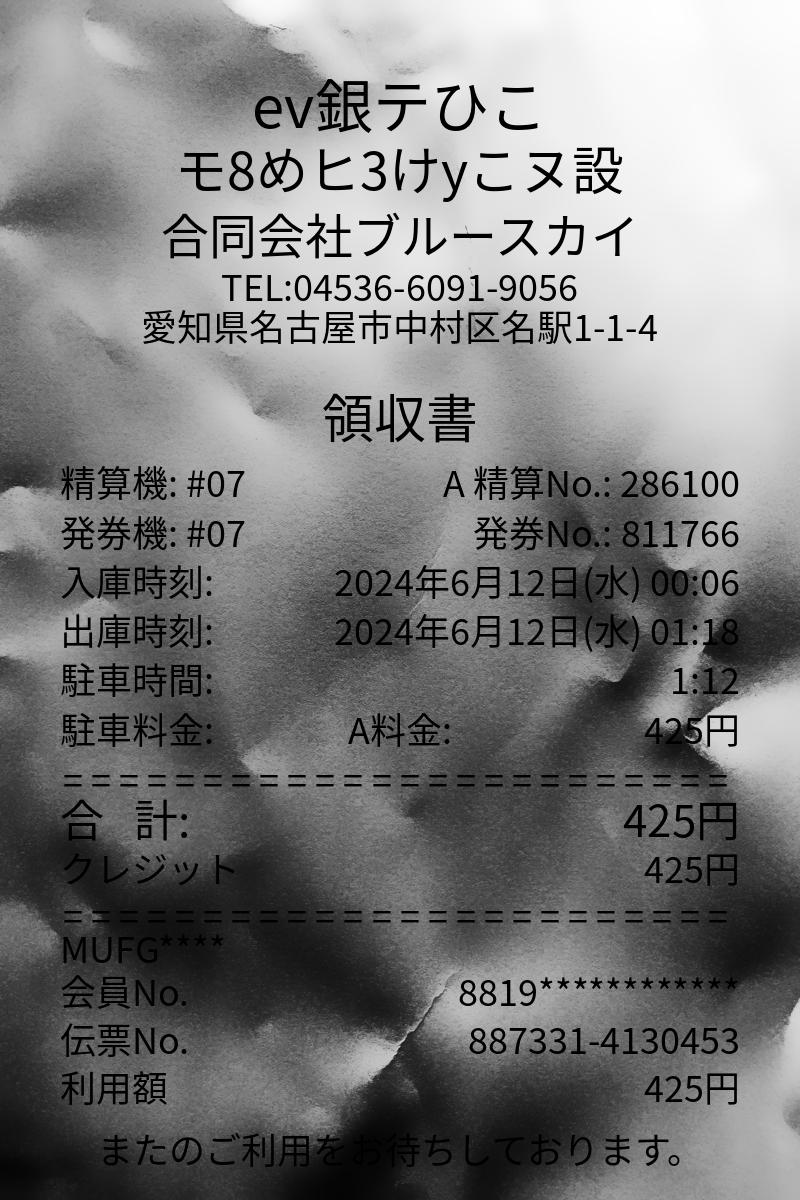 ev銀テひこ
モ8めヒ3けyこヌ設
合同会社ブルースカイ
TEL:04536-6091-9056
愛知県名古屋市中村区名駅1-1-4
領収書
精算機: #07 A 精算No.: 286100
発券機: #07 発券No.: 811766
入庫時刻: 2024年6月12日(水) 00:06
出庫時刻: 2024年6月12日(水) 01:18
駐車時間: 1:12
駐車料金: A料金: 425円
========================
合 計: 425円
クレジット 425円
========================
MUFG****
会員No. 8819************
伝票No. 887331-4130453
利用額 425円
またのご利用をお待ちしております。